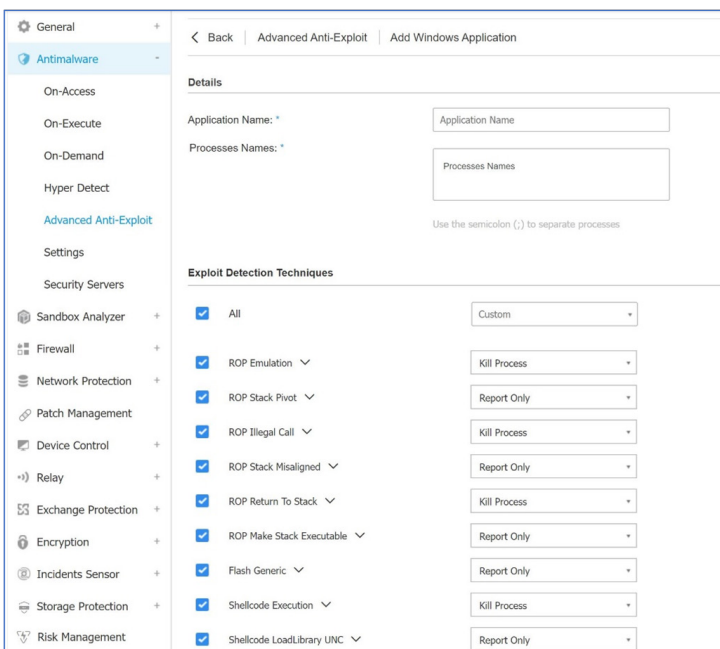 General +
Antimalware -
On-Access
On-Execute
On-Demand
Hyper Detect
Advanced Anti-Exploit
Settings
Security Servers
Sandbox Analyzer +
Firewall +
Network Protection +
Patch Management
Device Control +
Relay +
Exchange Protection +
Encryption +
Incidents Sensor +
Storage Protection +
Risk Management
Back | Advanced Anti-Exploit | Add Windows Application
Details
Application Name: * Application Name
Processes Names: * Processes Names
Use the semicolon (;) to separate processes
Exploit Detection Techniques
All Custom
ROP Emulation Kill Process
ROP Stack Pivot Report Only
ROP Illegal Call Kill Process
ROP Stack Misaligned Report Only
ROP Return To Stack Kill Process
ROP Make Stack Executable Report Only
Flash Generic Report Only
Shellcode Execution Kill Process
Shellcode LoadLibrary UNC Report Only